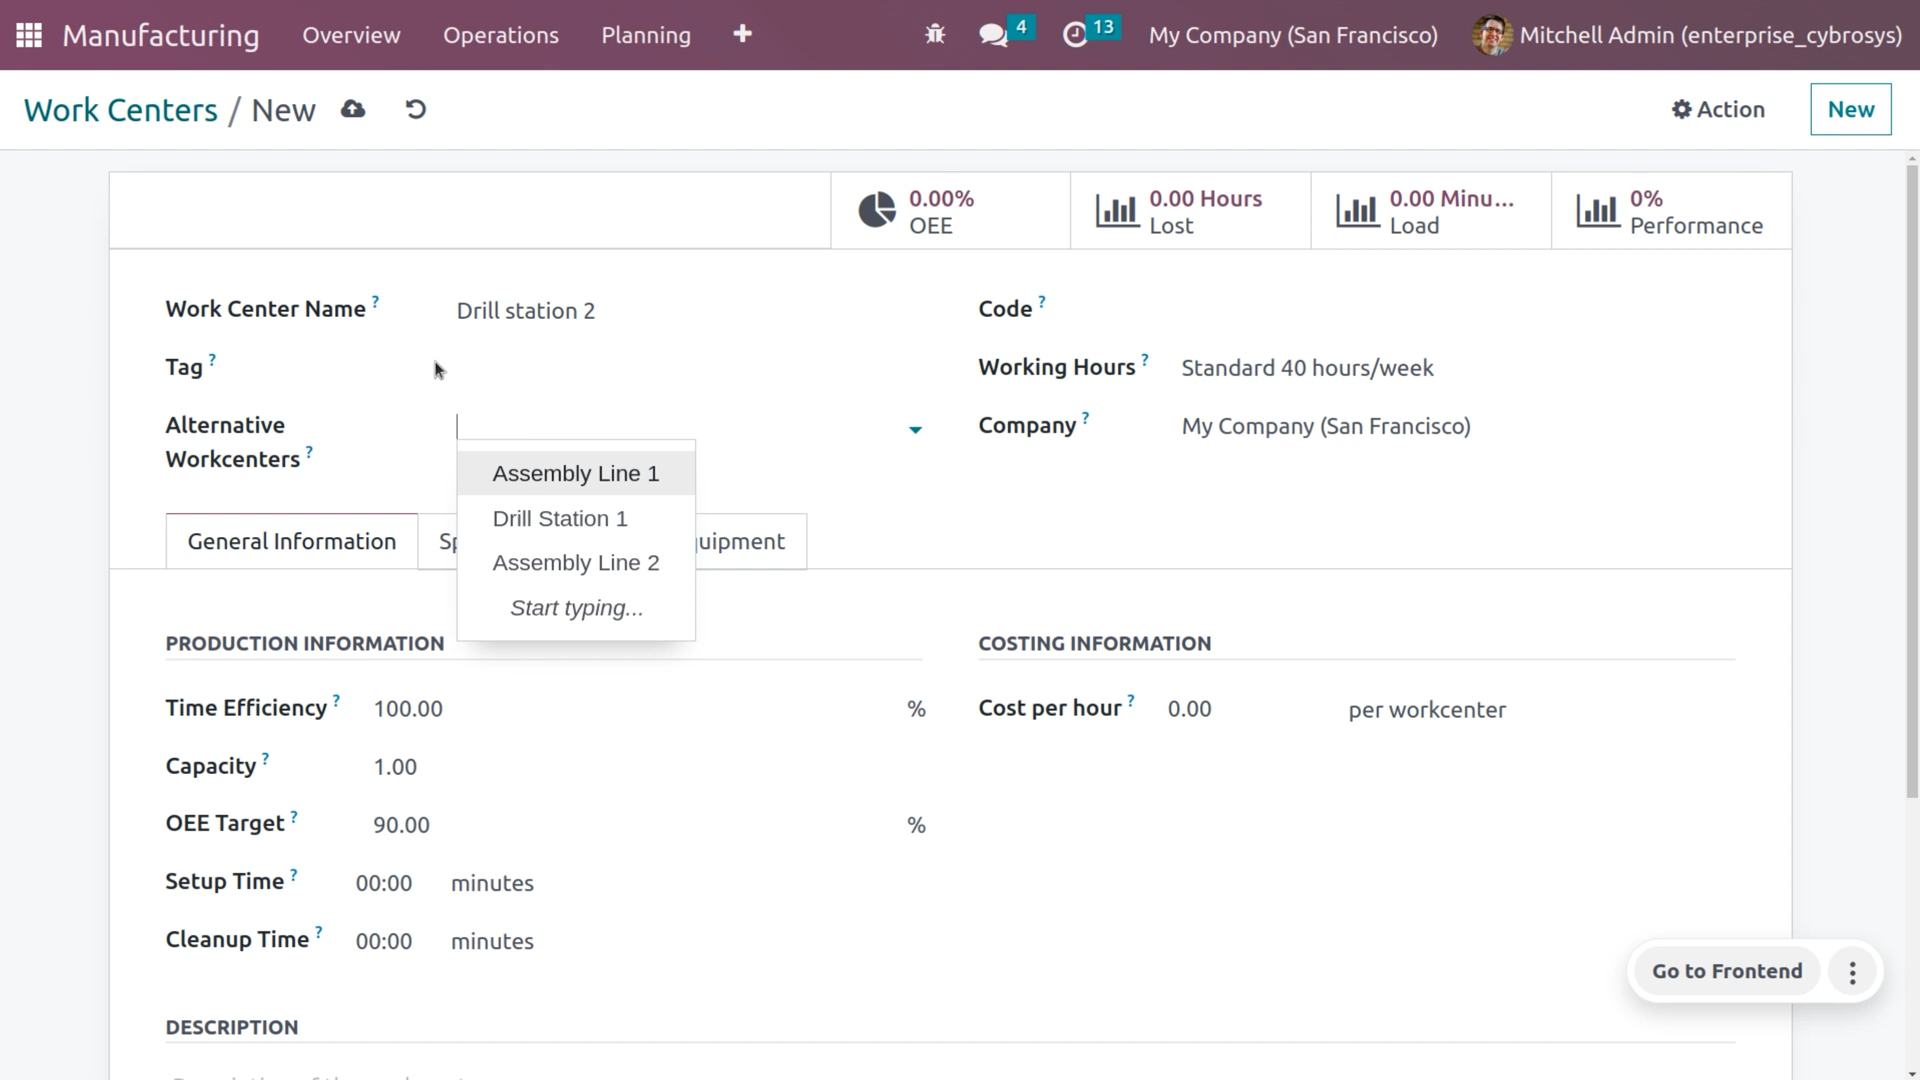 Manufacturing Overview Operations Planning 4 13 My Company (San Francisco) Mitchell Admin (enterprise_cybrosys)
Work Centers / New Action New
0.00% 0.00 Hours 0.00 Minu... 0%
OEE Lost Load Performance
Work Center Name ? Drill station 2 Code ?
Tag ? Working Hours ? Standard 40 hours/week
Alternative Company ? My Company (San Francisco)
Workcenters ?
Assembly Line 1
Drill Station 1
General Information
Assembly Line 2
Start typing...
PRODUCTION INFORMATION COSTING INFORMATION
Time Efficiency ? 100.00 % Cost per hour ? 0.00 per workcenter
Capacity ? 1.00
OEE Target ? 90.00 %
Setup Time ? 00:00 minutes
Cleanup Time ? 00:00 minutes
Go to Frontend
DESCRIPTION